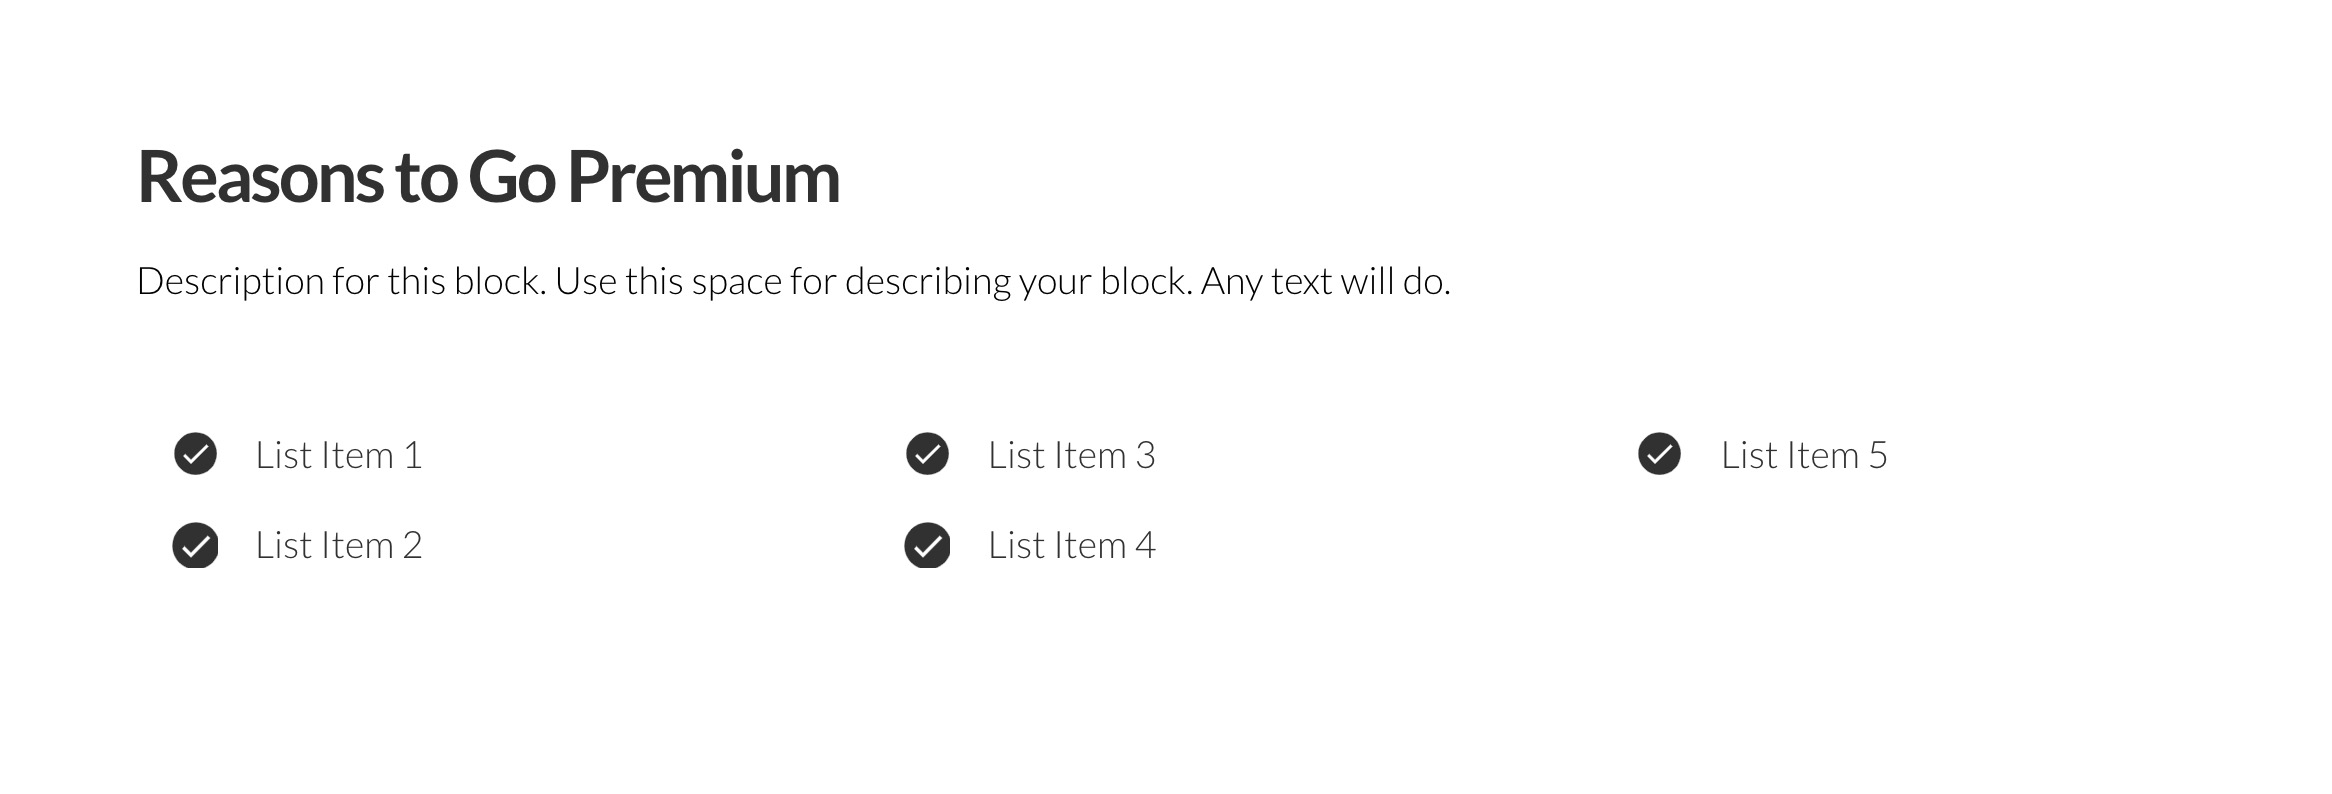 Reasons to Go Premium
Description for this block. Use this space for describing your block. Any text will do.
List Item 1
List Item 2
List Item 3
List Item 4
List Item 5